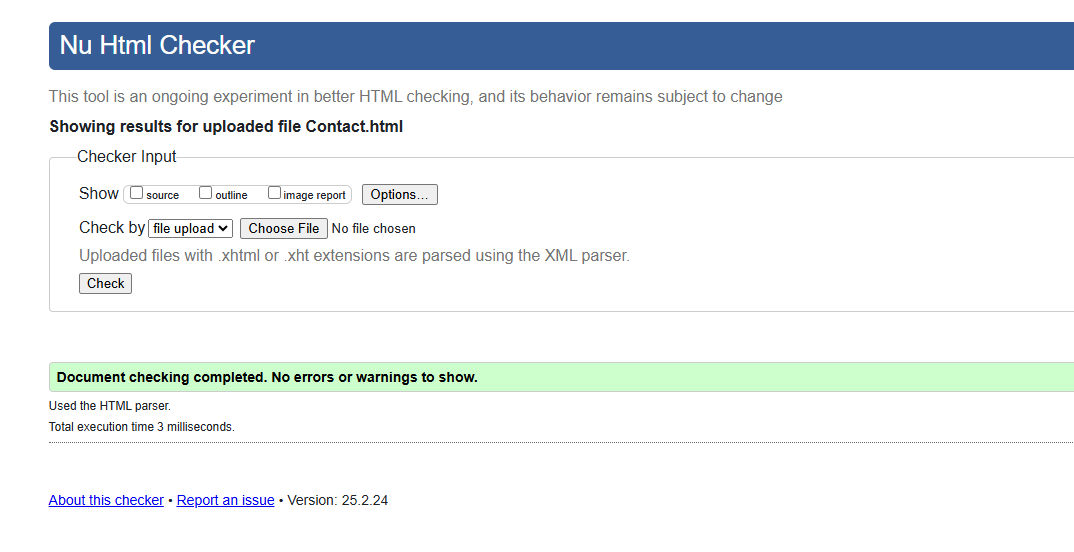 Nu Html Checker
This tool is an ongoing experiment in better HTML checking, and its behavior remains subject to change
Showing results for uploaded file Contact.html
Checker Input
Show source outline image report Options...
Check by file upload Choose File No file chosen
Uploaded files with .xhtml or .xht extensions are parsed using the XML parser.
Check
Document checking completed. No errors or warnings to show.
Used the HTML parser.
Total execution time 3 milliseconds.
About this checker • Report an issue • Version: 25.2.24